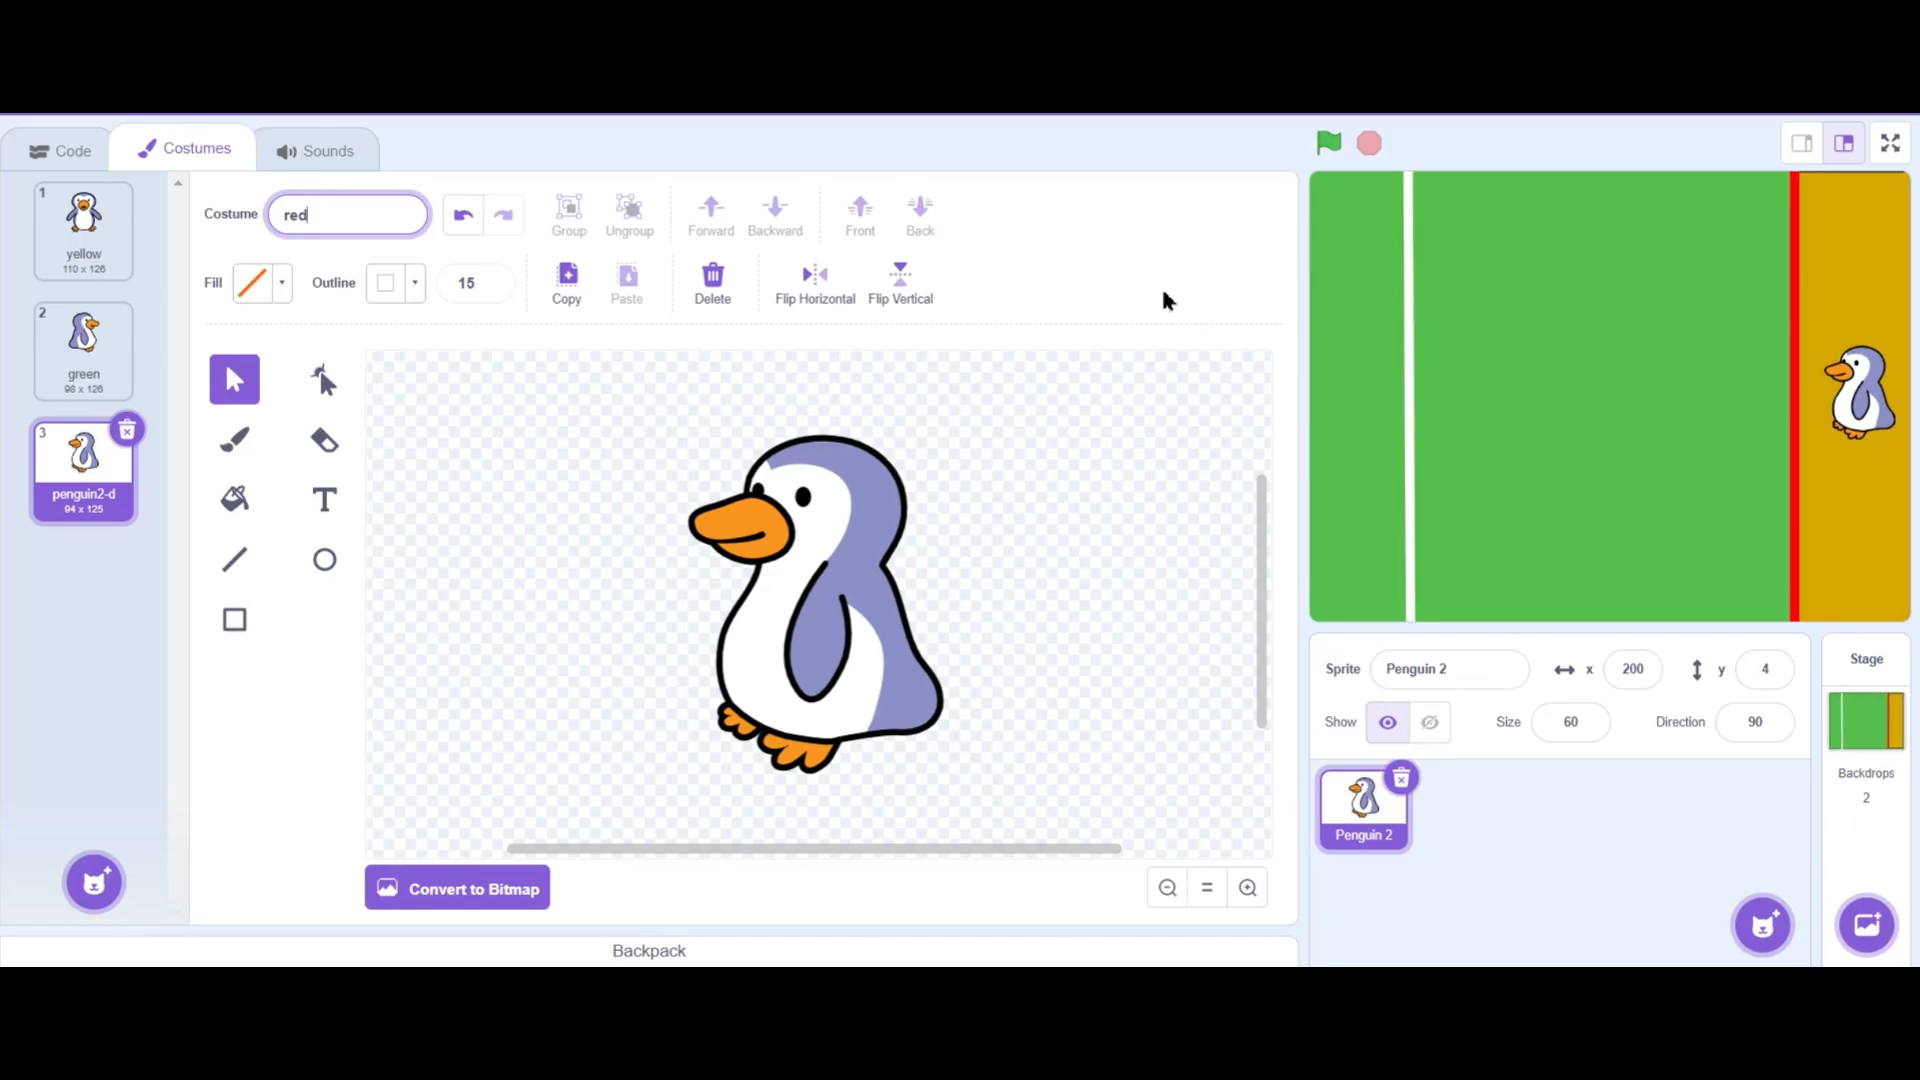 Code
Costumes
Sounds
1
yellow
110 x 126
2
green
98 x 126
3
penguin2-d
94 x 125
Costume
red
Group
Ungroup
Forward
Backward
Front
Back
Fill
Outline
15
Copy
Paste
Delete
Flip Horizontal
Flip Vertical
T
Convert to Bitmap
Backpack
Sprite
Penguin 2
x
200
y
4
Show
Size
60
Direction
90
Penguin 2
Stage
Backdrops
2